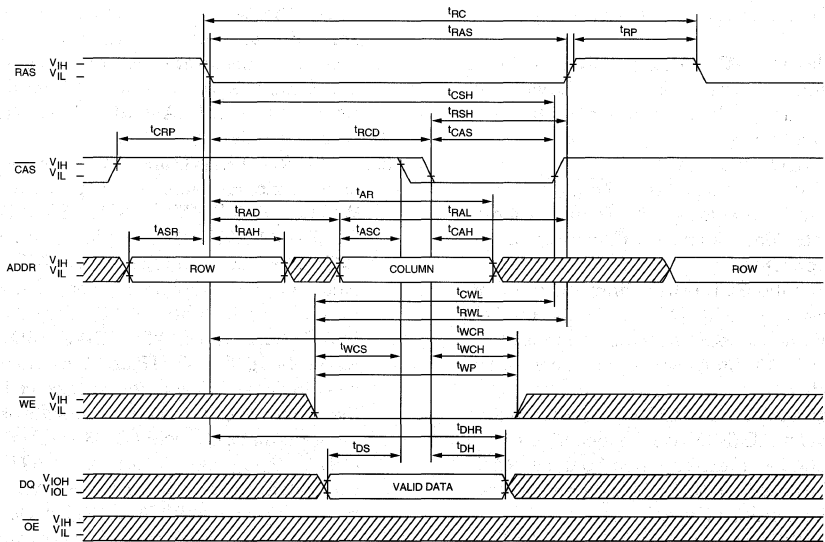 tRC
tRAS
tRP
RAS VIH
VIL
tCSH
tRSH
tCRP
tRCD
tCAS
CAS VIH
VIL
tAR
tRAD
tRAL
tASR
tRAH
tASC
tCAH
ADDR VIH
VIL
ROW
COLUMN
ROW
tCWL
tRWL
tWCR
tWCS
tWCH
tWP
WE VIH
VIL
tDHR
tDS
tDH
DQ VIOH
VIOL
VALID DATA
OE VIH
VIL